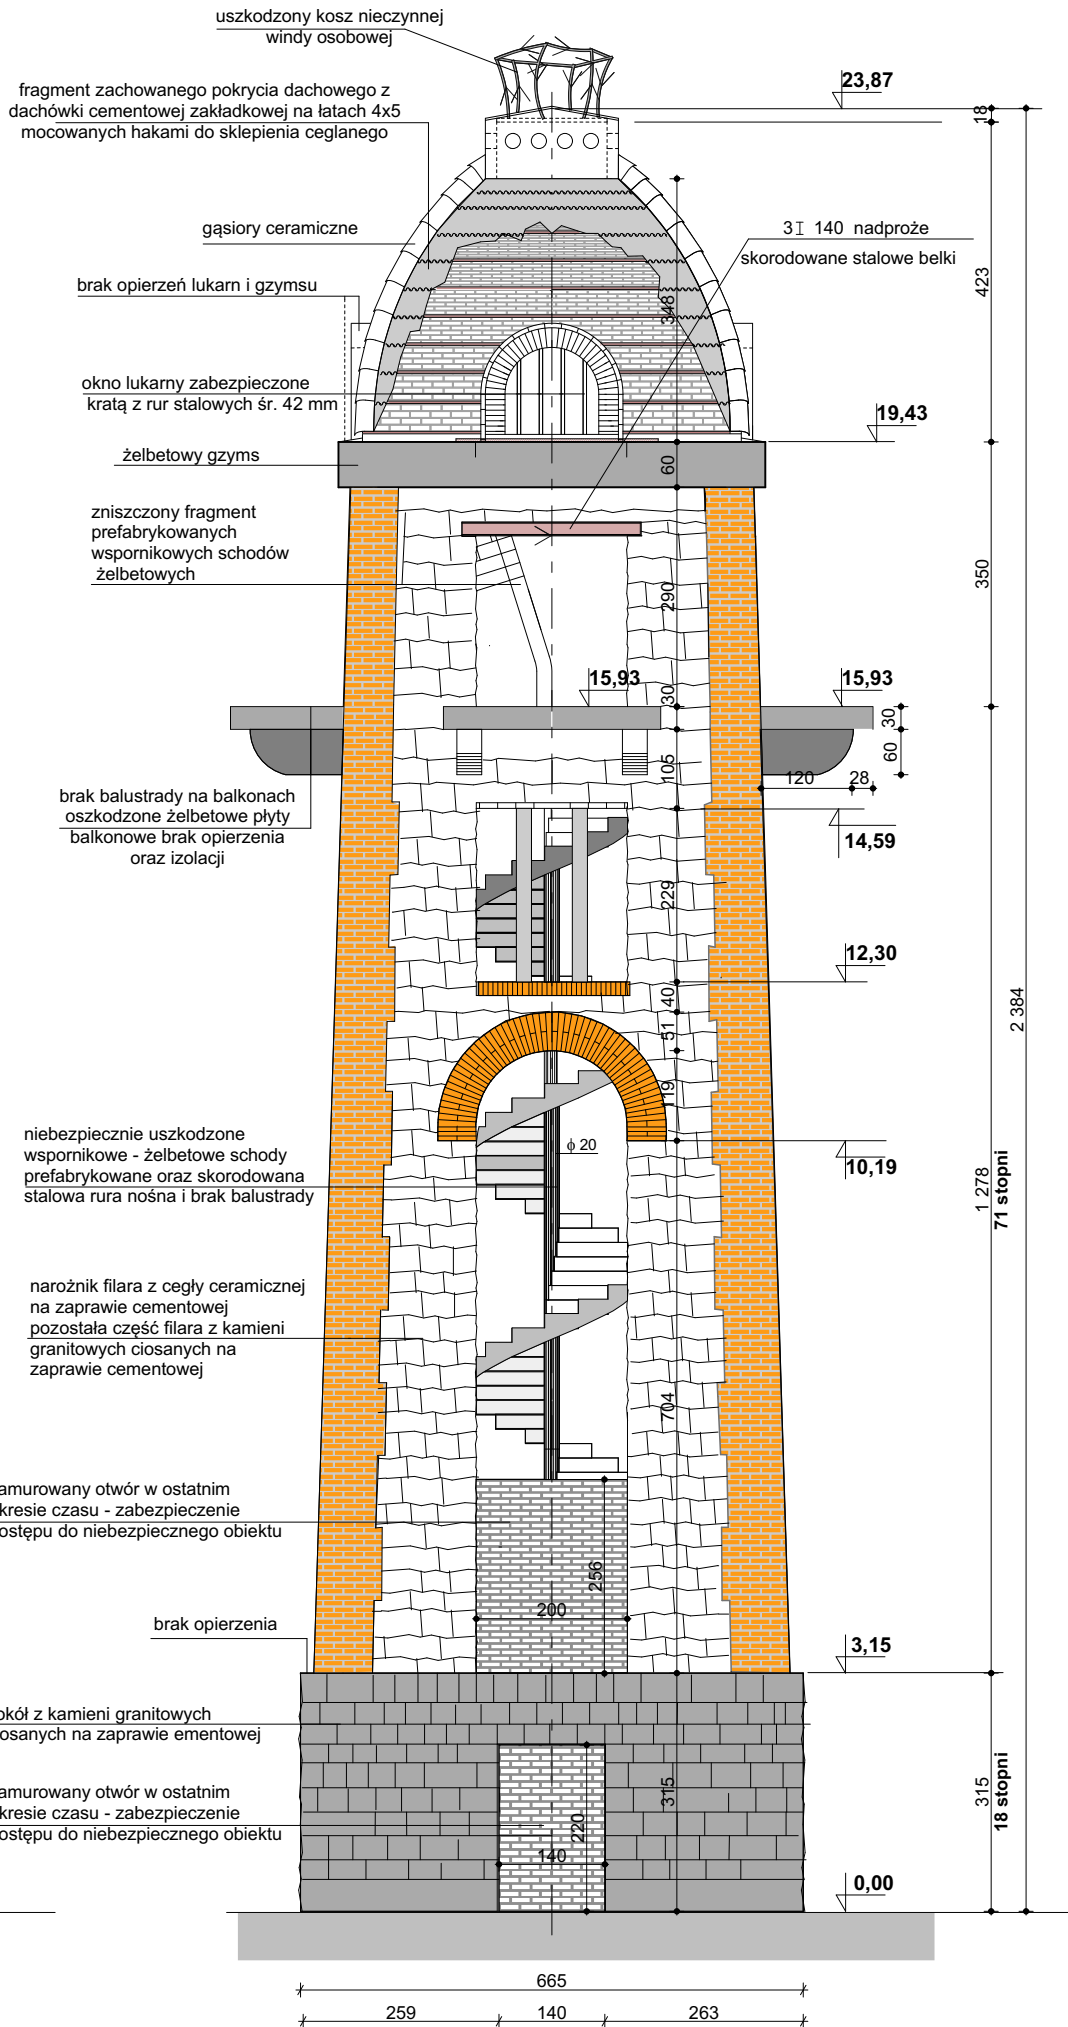 uszkodzony kosz nieczynnej
windy osobowej
23,87
fragment zachowanego pokrycia dachowego z
dachówki cementowej zakładkowej na łatach 4x5
mocowanych hakami do sklepienia ceglanego
18
gąsiory ceramiczne
3 I 140 nadproże
skorodowane stalowe belki
423
brak opierzeń lukarn i gzymsu
348
okno lukarny zabezpieczone
kratą z rur stalowych śr. 42 mm
19,43
żelbetowy gzyms
60
zniszczony fragment
prefabrykowanych
wspornikowych schodów
żelbetowych
350
290
15,93
15,93
30
30
60
105
120
28
brak balustrady na balkonach
oszkodzone żelbetowe płyty
balkonowe brak opierzenia
oraz izolacji
14,59
229
12,30
40
2 384
51
119
niebezpiecznie uszkodzone
wspornikowe - żelbetowe schody
prefabrykowane oraz skorodowana
stalowa rura nośna i brak balustrady
ϕ 20
10,19
1 278
71 stopni
narożnik filara z cegły ceramicznej
na zaprawie cementowej
pozostała część filara z kamieni
granitowych ciosanych na
zaprawie cementowej
704
amurowany otwór w ostatnim
kresie czasu - zabezpieczenie
ostępu do niebezpiecznego obiektu
256
200
brak opierzenia
3,15
okół z kamieni granitowych
osanych na zaprawie ementowej
amurowany otwór w ostatnim
kresie czasu - zabezpieczenie
ostępu do niebezpiecznego obiektu
315
315
18 stopni
220
140
0,00
665
259
140
263